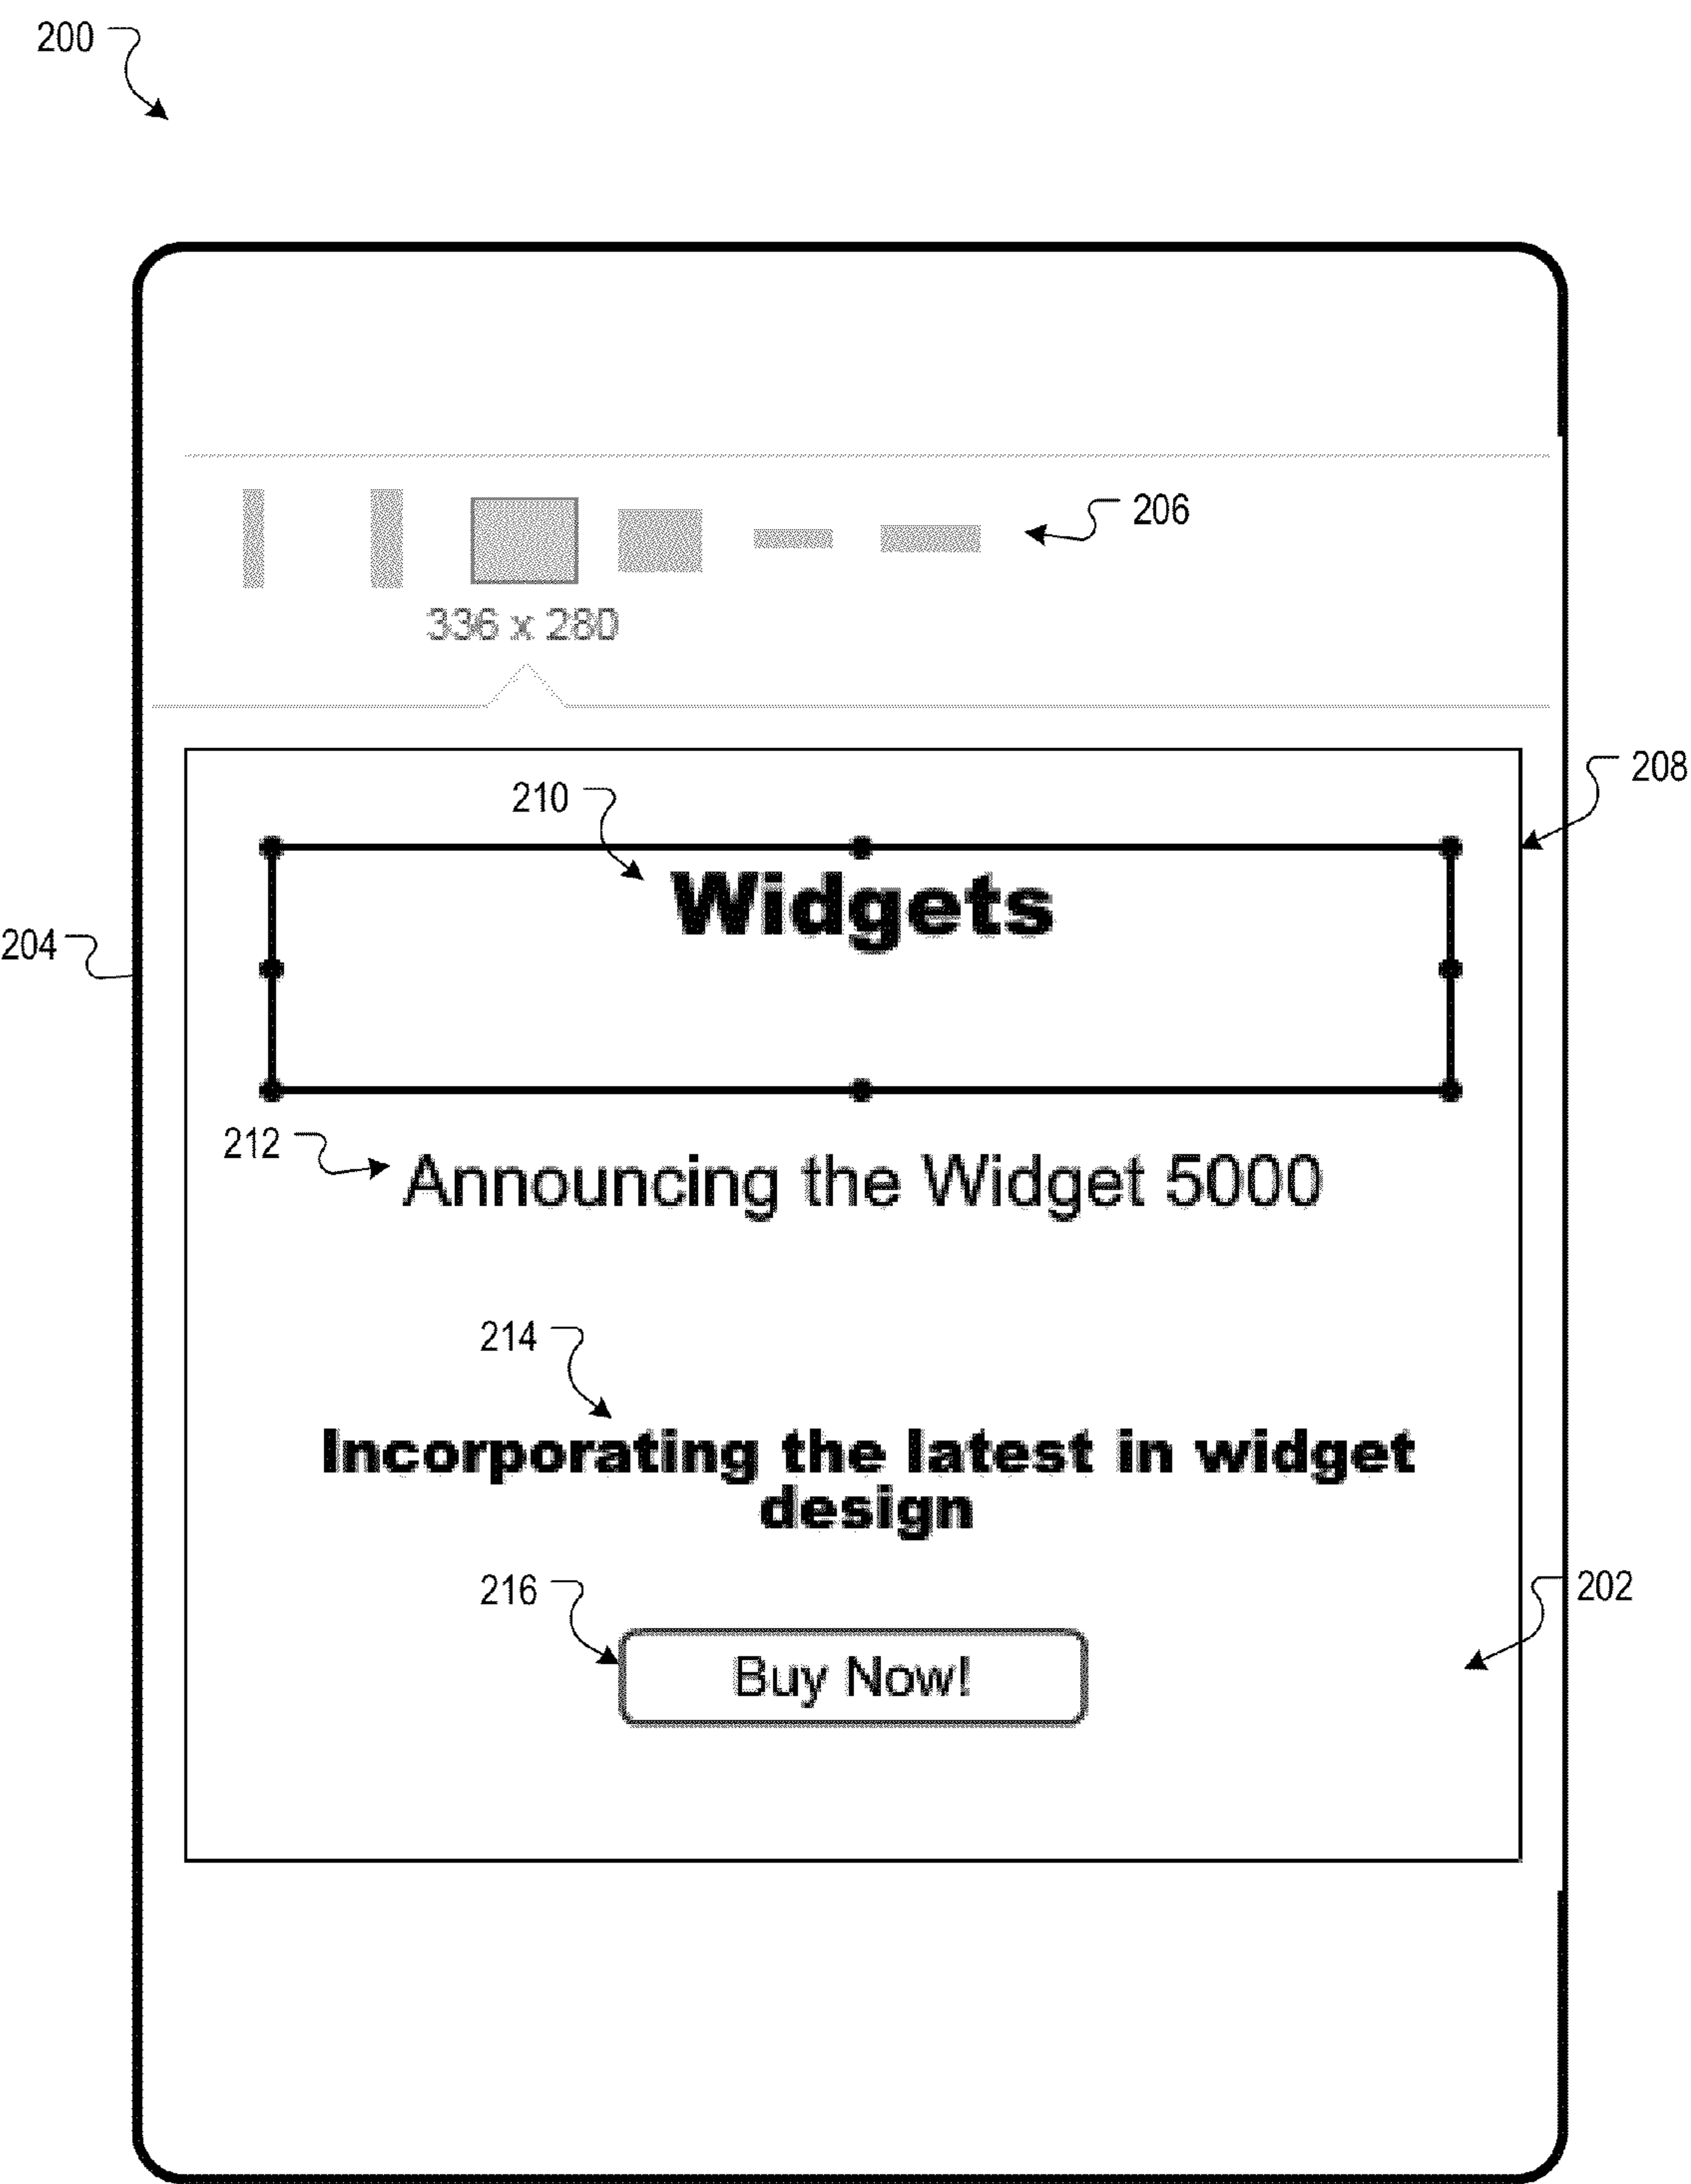 200
206
336 x 280
208
210
Widgets
204
212
Announcing the Widget 5000
214
Incorporating the latest in widget
design
216
202
Buy Now!